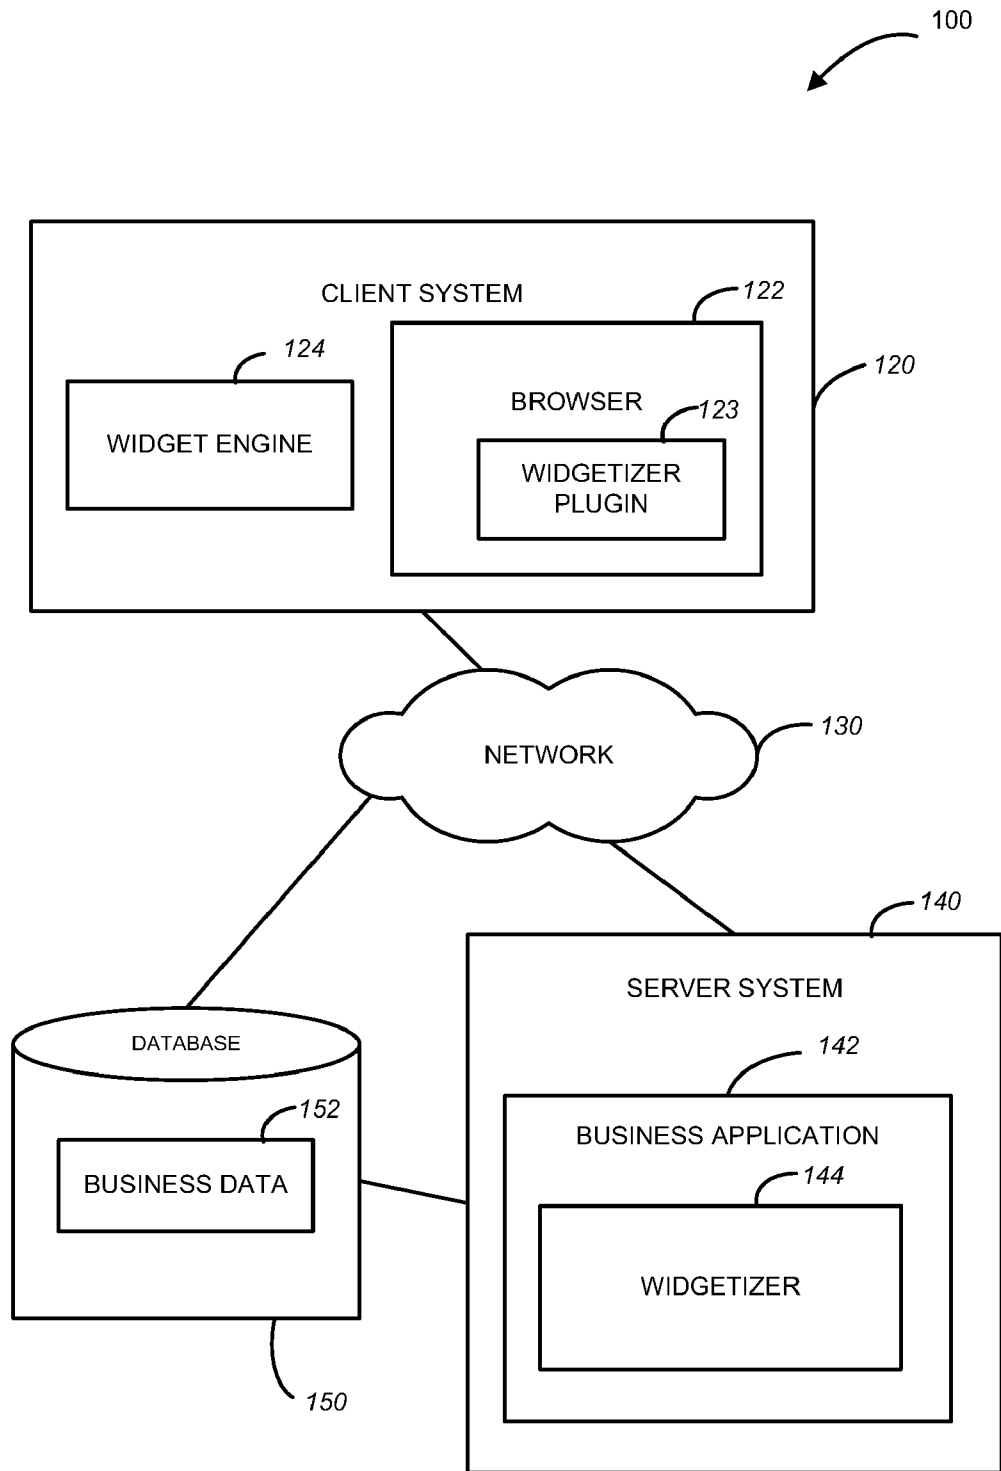 100
CLIENT SYSTEM
122
124
120
BROWSER
123
WIDGET ENGINE
WIDGETIZER
PLUGIN
130
NETWORK
140
SERVER SYSTEM
DATABASE
142
152
BUSINESS APPLICATION
BUSINESS DATA
144
WIDGETIZER
150